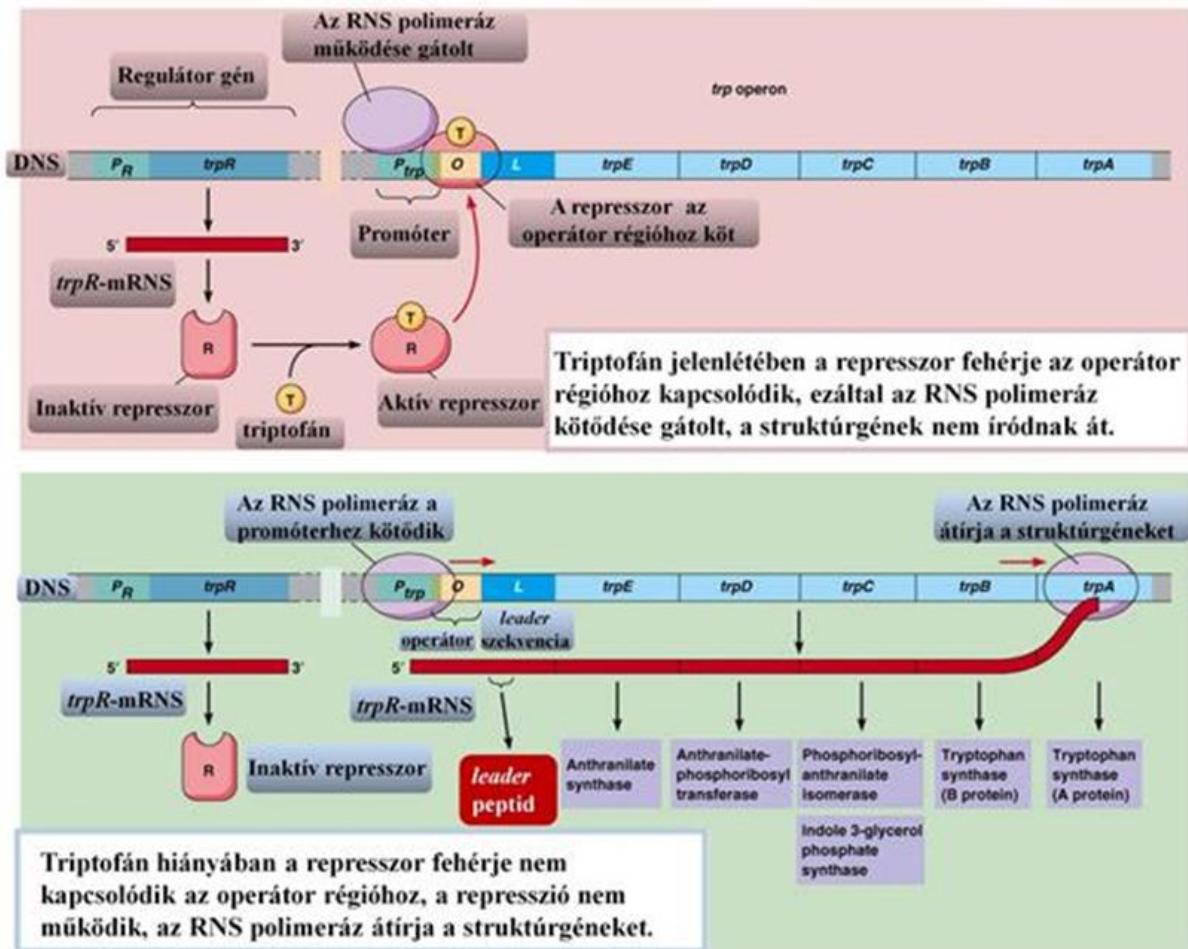 Az RNS polimeráz
működése gátolt
Regulátor gén
trp operon
T
DNS
PR
trpR
Ptrp
O
L
trpE
trpD
trpC
trpB
trpA
Promóter
A represszor az
operátor régióhoz köt
5′
3′
trpR-mRNS
R
T
R
Inaktív represszor
T
triptofán
Aktív represszor
Triptofán jelenlétében a represszor fehérje az operátor
régióhoz kapcsolódik, ezáltal az RNS polimeráz
kötődése gátolt, a struktúrgének nem íródnak át.
Az RNS polimeráz a
promóterhez kötődik
Az RNS polimeráz
átírja a struktúrgéneket
DNS
PR
trpR
Ptrp
O
L
trpE
trpD
trpC
trpB
trpA
operátor
leader
szekvencia
5′
3′
5′
trpR-mRNS
trpR-mRNS
R
Inaktív represszor
leader
peptid
Anthranilate
synthase
Anthranilate-
phosphoribosyl
transferase
Phosphoribosyl-
anthranilate
isomerase
Indole 3-glycerol
phosphate
synthase
Tryptophan
synthase
(B protein)
Tryptophan
synthase
(A protein)
Triptofán hiányában a represszor fehérje nem
kapcsolódik az operátor régióhoz, a represszió nem
működik, az RNS polimeráz átírja a struktúrgéneket.